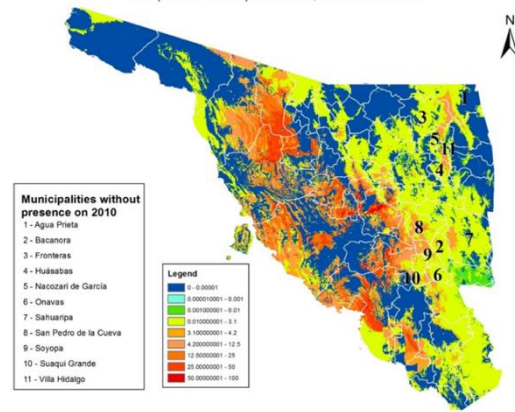 N
1
3
5
11
4
8
2
7
9
10
6
Municipalities without
presence on 2010
1 - Agua Prieta
2 - Bacanora
3 - Fronteras
4 - Huásabas
5 - Nacozari de García
6 - Onavas
7 - Sahuaripa
8 - San Pedro de la Cueva
9 - Soyopa
10 - Suaqui Grande
11 - Villa Hidalgo
Legend
0 - 0.00001
0.000010001 - 0.001
0.001000001 - 0.01
0.010000001 - 3.1
3.100000001 - 4.2
4.200000001 - 12.5
12.50000001 - 25
25.00000001 - 50
50.00000001 - 100